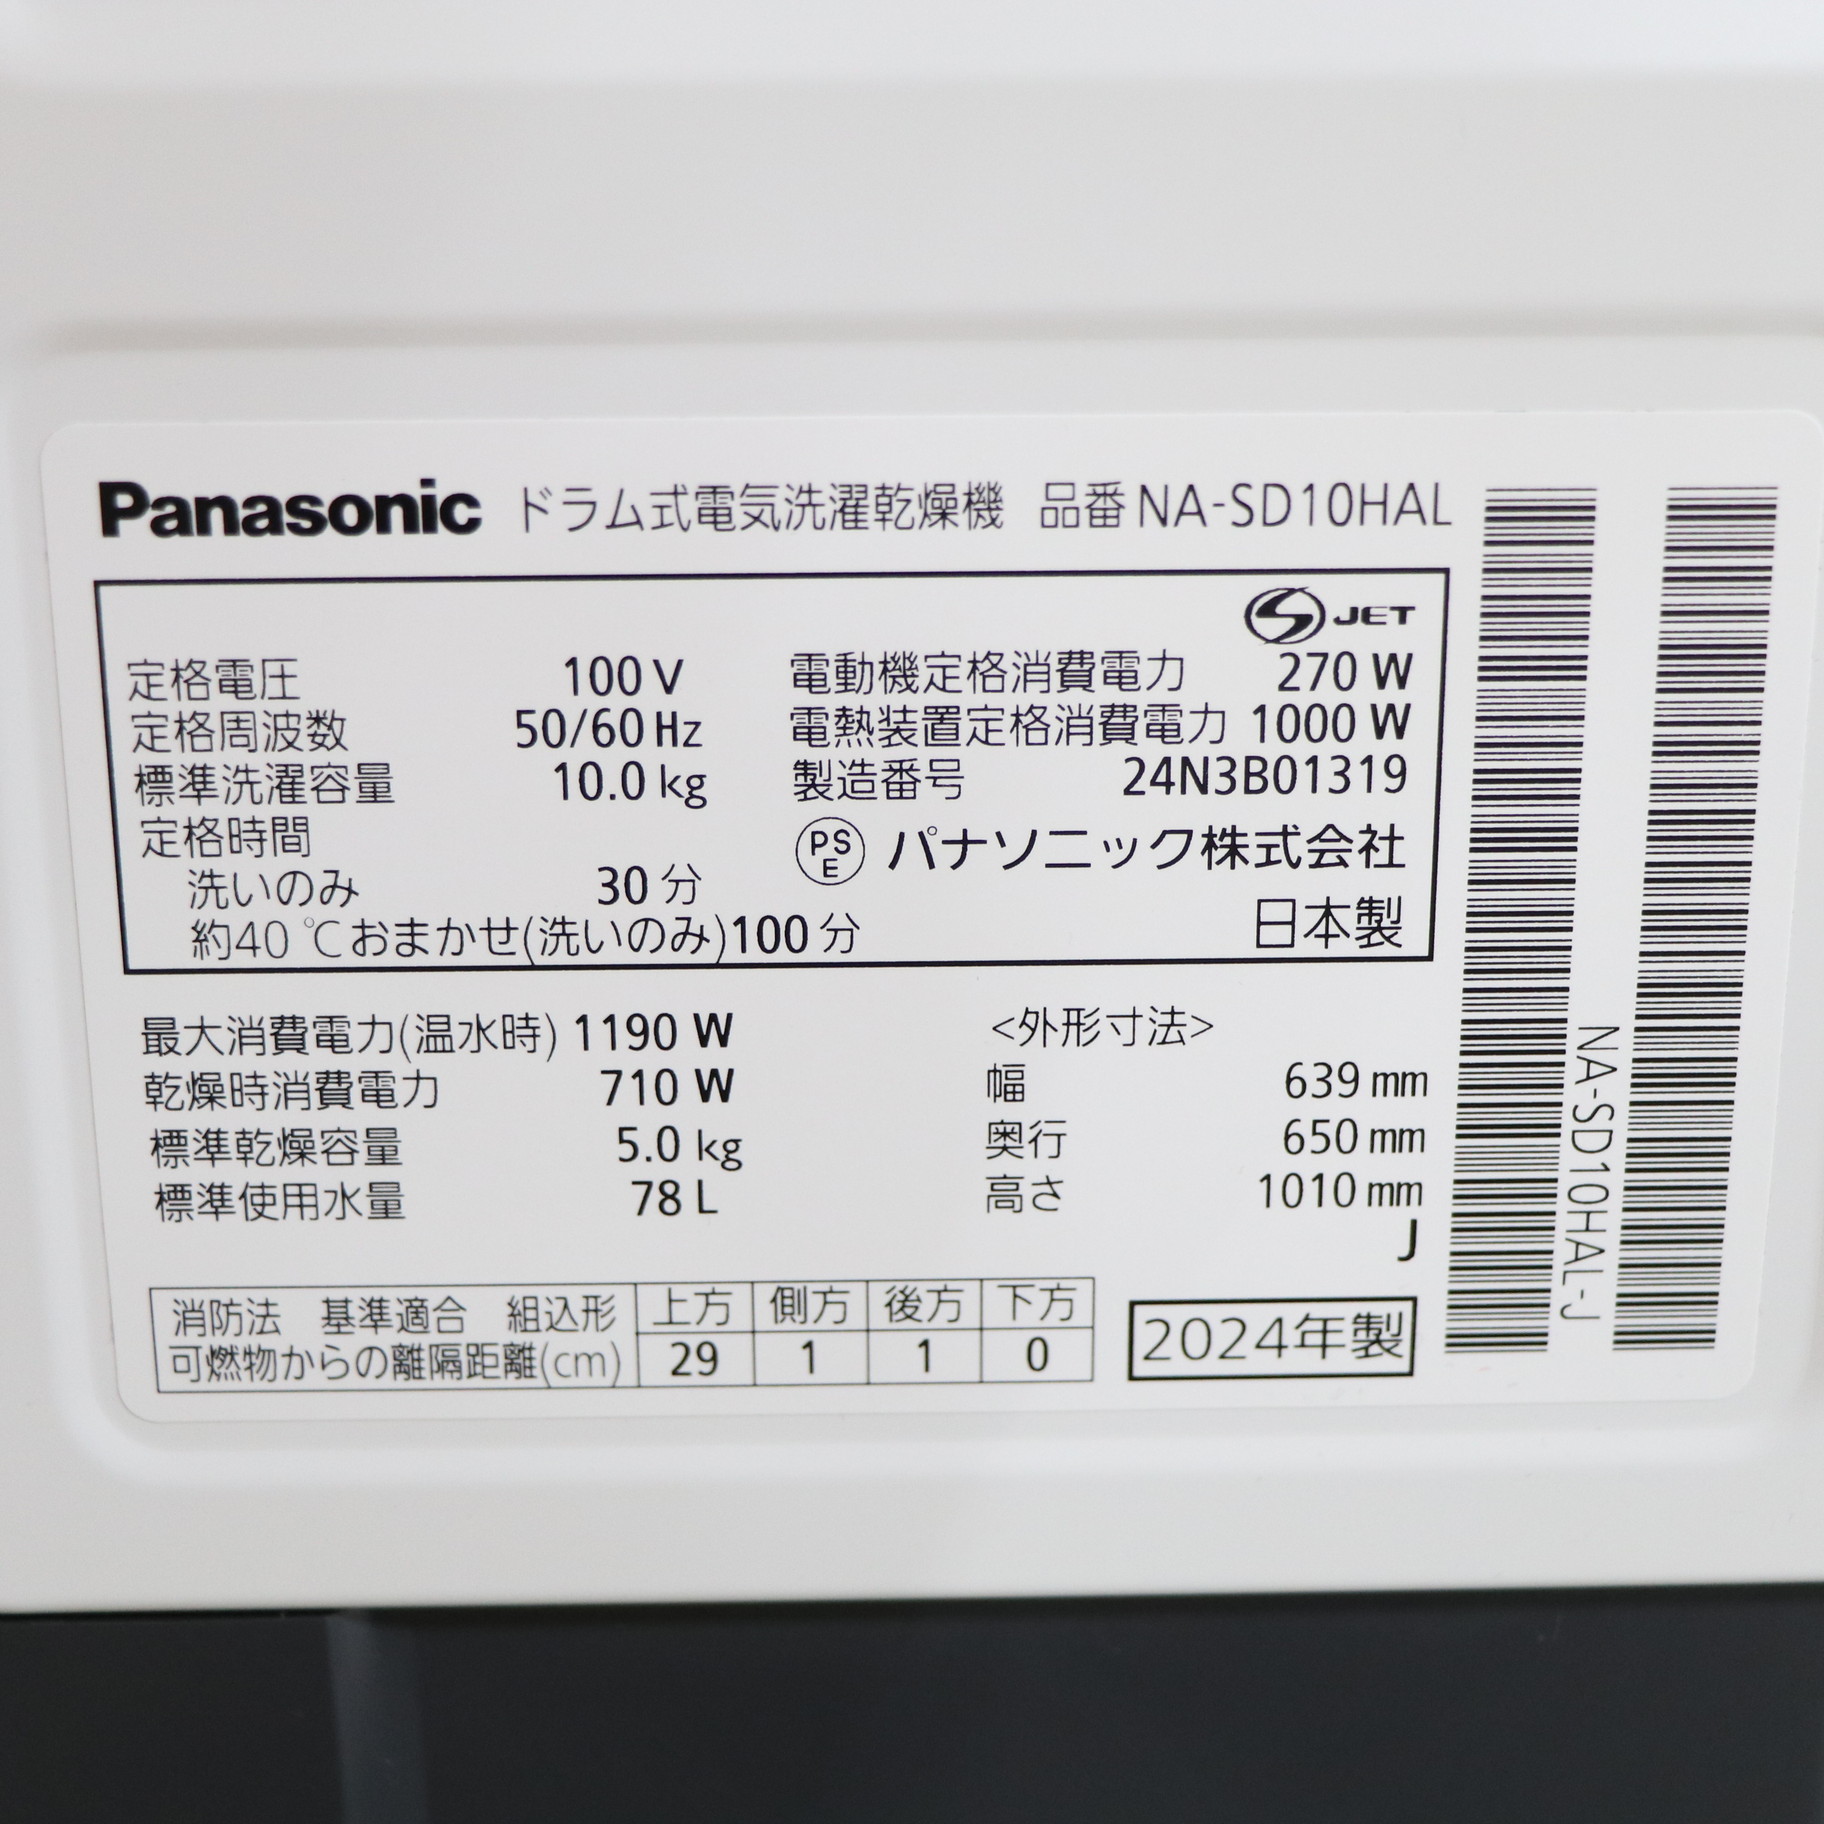 Panasonic ドラム式電気洗濯乾燥機 品番 NA-SD10HAL
JET
定格電圧 100 V
定格周波数 50/60 Hz
標準洗濯容量 10.0 kg
定格時間
洗いのみ 30 分
約40℃おまかせ(洗いのみ)100 分
電動機定格消費電力 270 W
電熱装置定格消費電力 1000 W
製造番号 24N3B01319
PSE パナソニック株式会社
日本製
最大消費電力(温水時) 1190 W
乾燥時消費電力 710 W
標準乾燥容量 5.0 kg
標準使用水量 78 L
<外形寸法>
幅 639 mm
奥行 650 mm
高さ 1010 mm
J
消防法 基準適合 組込形 上方 側方 後方 下方
可燃物からの離隔距離(cm) 29 1 1 0
2024年製
NA-SD10HAL-J